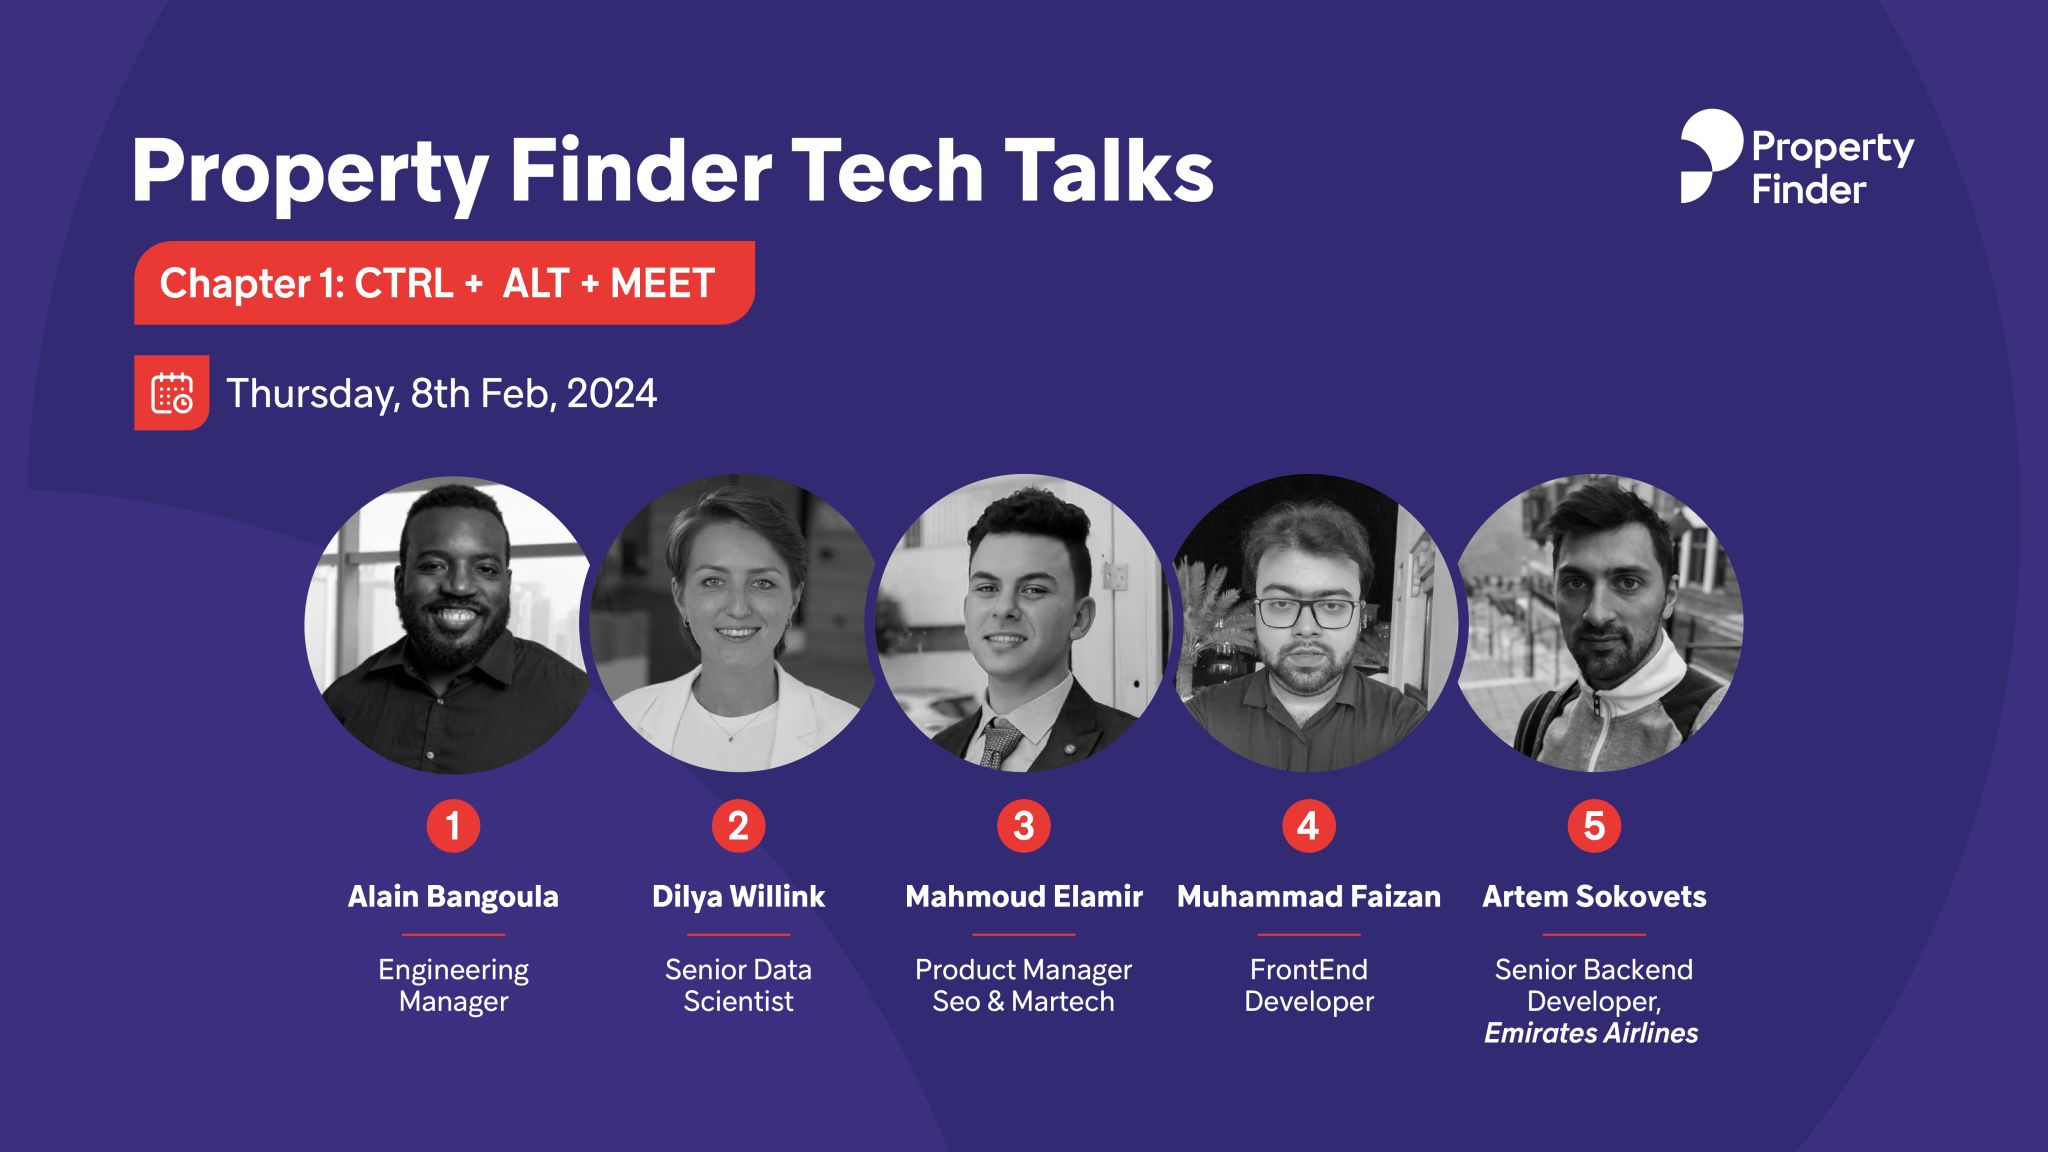 Property Finder Tech Talks
Property
Finder
Chapter 1: CTRL + ALT + MEET
Thursday, 8th Feb, 2024
1
Alain Bangoula
Engineering
Manager
2
Dilya Willink
Senior Data
Scientist
3
Mahmoud Elamir
Product Manager
Seo & Martech
4
Muhammad Faizan
FrontEnd
Developer
5
Artem Sokovets
Senior Backend
Developer,
Emirates Airlines